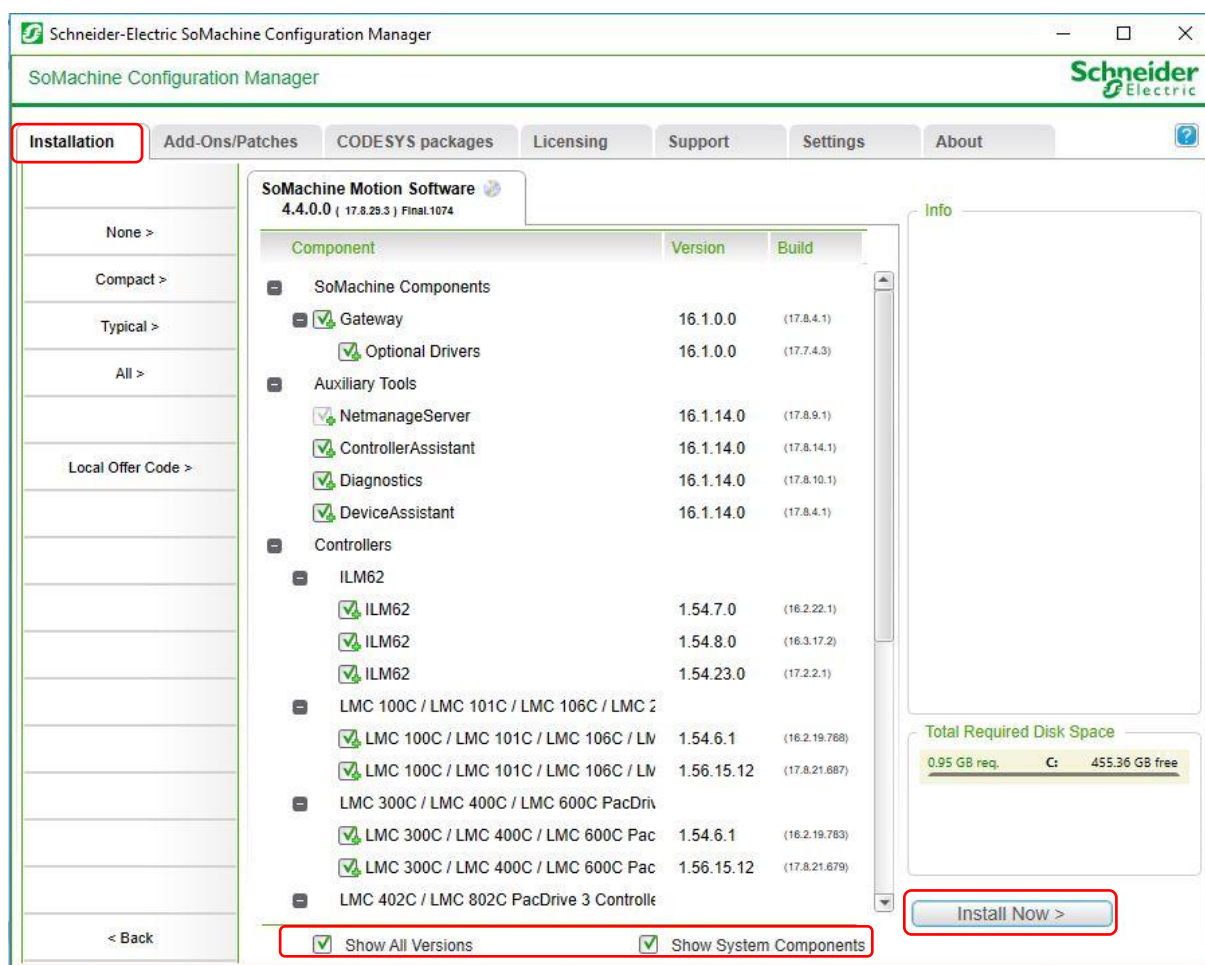 Schneider-Electric SoMachine Configuration Manager
SoMachine Configuration Manager
Schneider Electric
Installation Add-Ons/Patches CODESYS packages Licensing Support Settings About
None >
Compact >
Typical >
All >
Local Offer Code >
< Back
SoMachine Motion Software
4.4.0.0 ( 17.8.29.3 ) Final.1074
Component Version Build
SoMachine Components
Gateway 16.1.0.0 (17.8.4.1)
Optional Drivers 16.1.0.0 (17.7.4.3)
Auxiliary Tools
NetmanageServer 16.1.14.0 (17.8.9.1)
ControllerAssistant 16.1.14.0 (17.8.14.1)
Diagnostics 16.1.14.0 (17.8.10.1)
DeviceAssistant 16.1.14.0 (17.8.4.1)
Controllers
ILM62
ILM62 1.54.7.0 (16.2.22.1)
ILM62 1.54.8.0 (16.3.17.2)
ILM62 1.54.23.0 (17.2.2.1)
LMC 100C / LMC 101C / LMC 106C / LMC 2
LMC 100C / LMC 101C / LMC 106C / LM 1.54.6.1 (16.2.19.768)
LMC 100C / LMC 101C / LMC 106C / LM 1.56.15.12 (17.8.21.687)
LMC 300C / LMC 400C / LMC 600C PacDriv
LMC 300C / LMC 400C / LMC 600C Pac 1.54.6.1 (16.2.19.783)
LMC 300C / LMC 400C / LMC 600C Pac 1.56.15.12 (17.8.21.679)
LMC 402C / LMC 802C PacDrive 3 Controlle
Show All Versions Show System Components
Info
Total Required Disk Space
0.95 GB req. C: 455.36 GB free
Install Now >
?